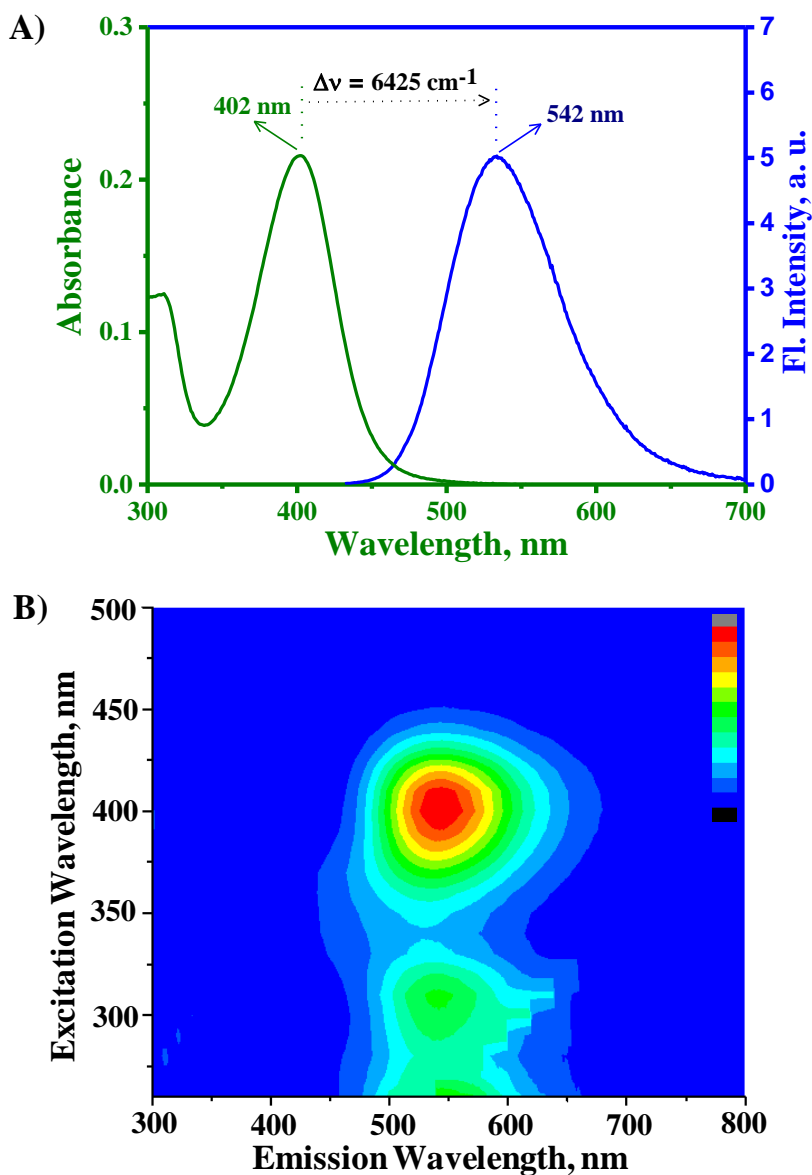 A)
0.3
0.2
0.1
0.0
Absorbance
300
400
500
600
700
Wavelength, nm
7
6
5
4
3
2
1
0
Fl. Intensity, a. u.
Δν = 6425 cm⁻¹
402 nm
542 nm
B)
500
450
400
350
300
Excitation Wavelength, nm
300
400
500
600
700
800
Emission Wavelength, nm